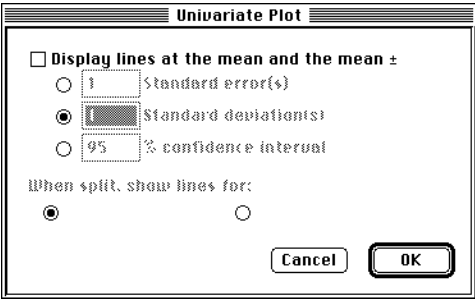 Univariate Plot
Display lines at the mean and the mean ±
1 Standard error(s)
1 Standard deviation(s)
95 % confidence interval
When split, show lines for:
Cancel OK